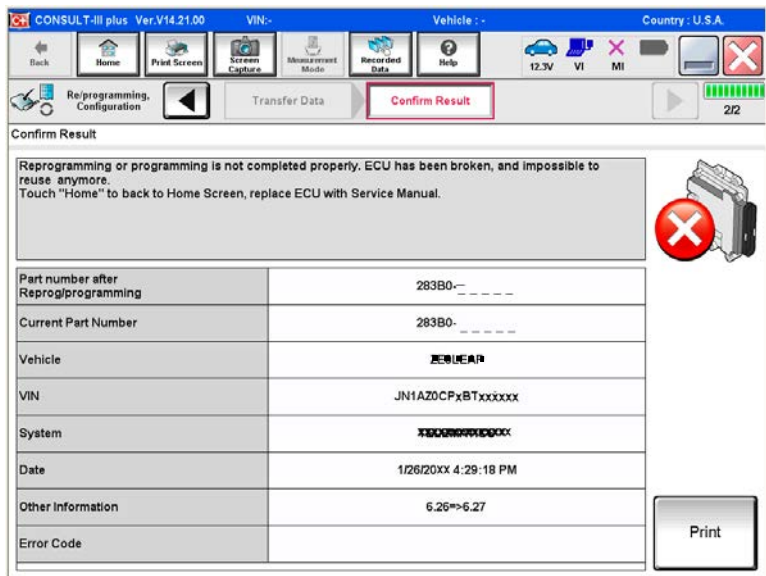 CONSULT-III plus Ver.V14.21.00 VIN:- Vehicle : - Country : U.S.A.
Back
Home
Print Screen
Screen Capture
Measurement Mode
Recorded Data
Help
12.3V
VI
MI
Re/programming, Configuration
Transfer Data
Confirm Result
2/2
Confirm Result
Reprogramming or programming is not completed properly. ECU has been broken, and impossible to
reuse anymore.
Touch "Home" to back to Home Screen, replace ECU with Service Manual.
Part number after
Reprog/programming
283B0-_ _ _ _ _
Current Part Number
283B0-_ _ _ _ _
Vehicle
VIN
JN1AZ0CPxBTxxxxxx
System
Date
1/26/20XX 4:29:18 PM
Other Information
6.26=>6.27
Error Code
Print